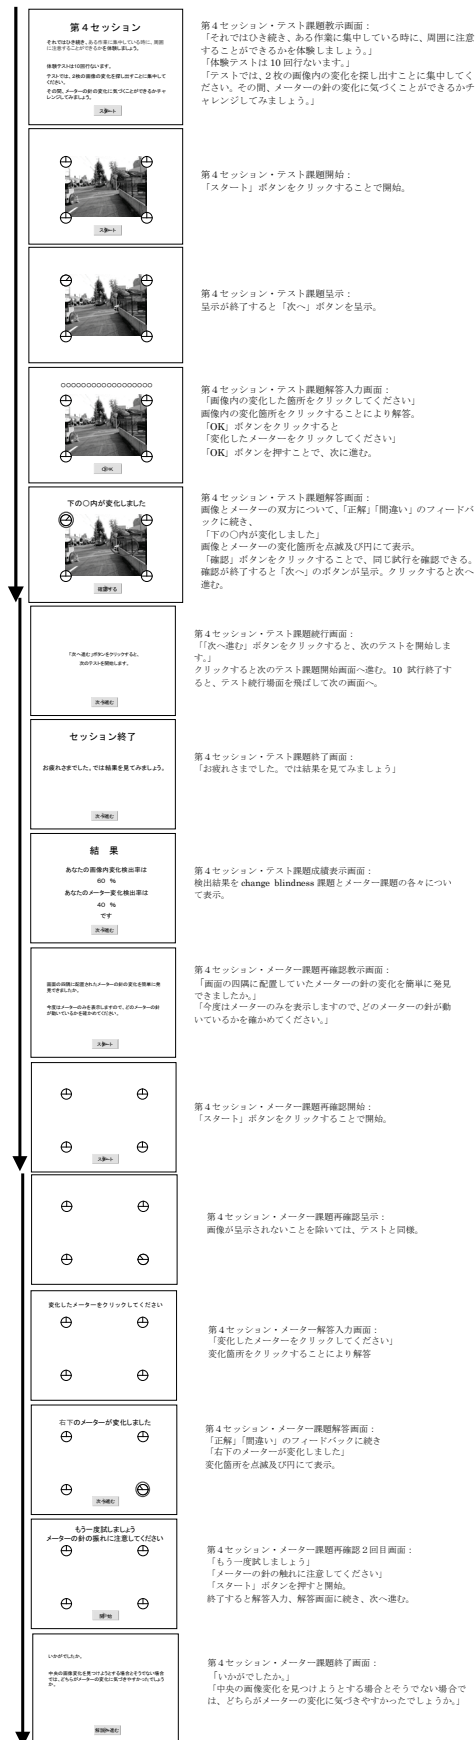 第４セッション
それではひき続き、ある作業に集中している時に、周囲
に注意することができるかを体験しましょう。
体験テストは10回行ないます。
テストでは、2枚の画像の変化を探し出すことに集中して
ください。
その間、メーターの針の変化に気づくことができるかチャ
レンジしてみましょう。
スタート
第４セッション・テスト課題教示画面：
「それではひき続き、ある作業に集中している時に、周囲に注意
することができるかを体験しましょう。」
「体験テストは 10 回行ないます。」
「テストでは、２枚の画像内の変化を探し出すことに集中してく
ださい。その間、メーターの針の変化に気づくことができるかチ
ャレンジしてみましょう。」
スタート
第４セッション・テスト課題開始：
「スタート」ボタンをクリックすることで開始。
第４セッション・テスト課題呈示：
呈示が終了すると「次へ」ボタンを呈示。
○○○○○○○○○○○○○○○○○○
OK
第４セッション・テスト課題解答入力画面：
「画像内の変化した箇所をクリックしてください」
画像内の変化箇所をクリックすることにより解答。
「OK」ボタンをクリックすると
「変化したメーターをクリックしてください」
「OK」ボタンを押すことで、次に進む。
下の○内が変化しました
確認する
第４セッション・テスト課題解答画面：
画像とメーターの双方について、「正解」「間違い」のフィードバ
ックに続き、
「下の○内が変化しました」
画像とメーターの変化箇所を点滅及び円にて表示。
「確認」ボタンをクリックすることで、同じ試行を確認できる。
確認が終了すると「次へ」のボタンが呈示。クリックすると次へ
進む。
「次へ進む」ボタンをクリックすると、
次のテストを開始します。
次へ進む
第４セッション・テスト課題続行画面：
「「次へ進む」ボタンをクリックすると、次のテストを開始しま
す。」
クリックすると次のテスト課題開始画面へ進む。10 試行終了す
ると、テスト続行場面を飛ばして次の画面へ。
セッション終了
お疲れさまでした。では結果を見てみましょう。
次へ進む
第４セッション・テスト課題終了画面：
「お疲れさまでした。では結果を見てみましょう」
結　果
あなたの画像内変化検出率は
60　％
あなたのメーター変化検出率は
40　％
です
次へ進む
第４セッション・テスト課題成績表示画面：
検出結果を change blindness 課題とメーター課題の各々につい
て表示。
画面の四隅に配置されたメーターの針の変化を簡単に発
見できましたか。
今度はメーターのみを表示しますので、どのメーターの針
が動いているかを確かめてください。
スタート
第４セッション・メーター課題再確認教示画面：
「画面の四隅に配置していたメーターの針の変化を簡単に発見
できましたか。」
「今度はメーターのみを表示しますので、どのメーターの針が動
いているかを確かめてください。」
スタート
第４セッション・メーター課題再確認開始：
「スタート」ボタンをクリックすることで開始。
第４セッション・メーター課題再確認呈示：
画像が呈示されないことを除いては、テストと同様。
変化したメーターをクリックしてください
第４セッション・メーター解答入力画面：
「変化したメーターをクリックしてください」
変化箇所をクリックすることにより解答
右下のメーターが変化しました
次へ進む
第４セッション・メーター課題解答画面：
「正解」「間違い」のフィードバックに続き
「右下のメーターが変化しました」
変化箇所を点滅及び円にて表示。
もう一度試しましょう
メーターの針の振れに注意してください
開始
第４セッション・メーター課題再確認２回目画面：
「もう一度試しましょう」
「メーターの針の触れに注意してください」
「スタート」ボタンを押すと開始。
終了すると解答入力、解答画面に続き、次へ進む。
いかがでしたか。
中央の画像変化を見つけようとする場合とそうでない場合
では、どちらがメーターの変化に気づきやすかったでしょう
か。
解説へ進む
第４セッション・メーター課題終了画面：
「いかがでしたか。」
「中央の画像変化を見つけようとする場合とそうでない場合で
は、どちらがメーターの変化に気づきやすかったでしょうか。」